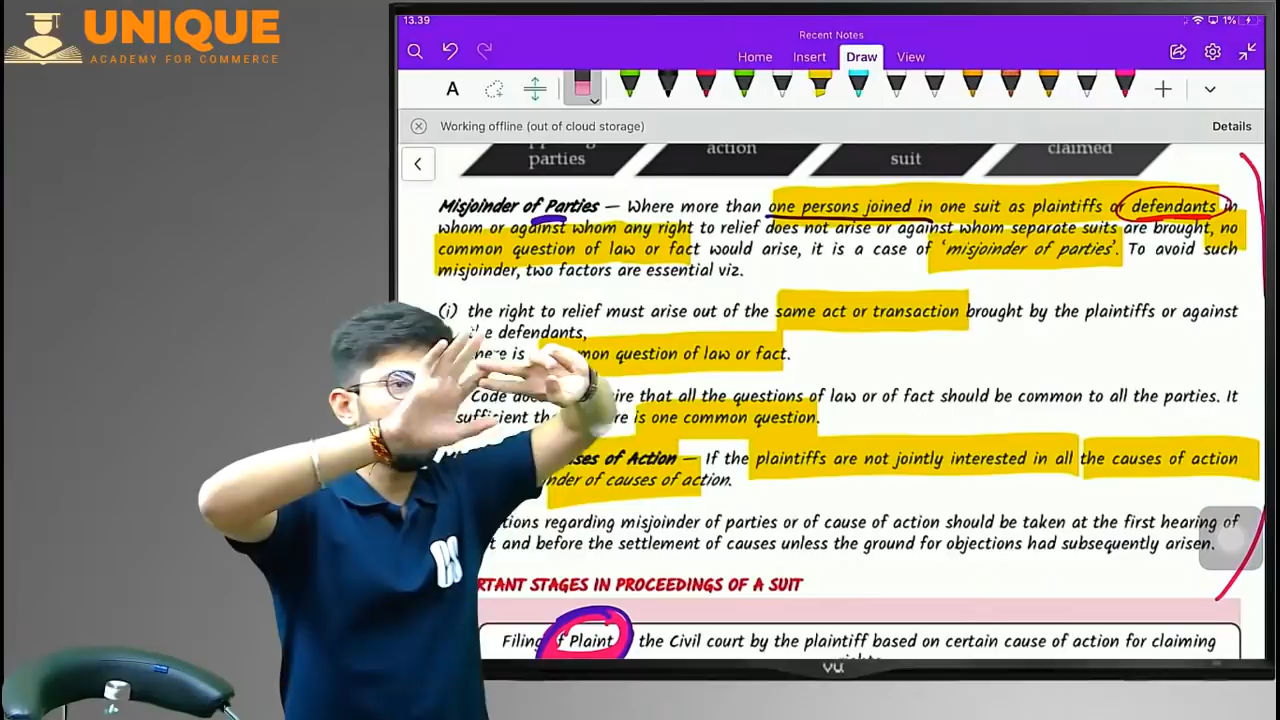 UNIQUE
ACADEMY FOR COMMERCE
13.39
1%
Recent Notes
Home Insert Draw View
A
Working offline (out of cloud storage)
Details
parties
action
suit
claimed
Misjoinder of Parties — Where more than one persons joined in one suit as plaintiffs or defendants in
whom or against whom any right to relief does not arise or against whom separate suits are brought, no
common question of law or fact would arise, it is a case of ‘misjoinder of parties’. To avoid such
misjoinder, two factors are essential viz.
(i) the right to relief must arise out of the same act or transaction brought by the plaintiffs or against
the defendants,
question of law or fact.
Code that all the questions of law or of fact should be common to all the parties. It
sufficient is one common question.
of Action — If the plaintiffs are not jointly interested in all the causes of action
of causes of action.
regarding misjoinder of parties or of cause of action should be taken at the first hearing of
and before the settlement of causes unless the ground for objections had subsequently arisen.
STAGES IN PROCEEDINGS OF A SUIT
Filing of Plaint the Civil court by the plaintiff based on certain cause of action for claiming
vu